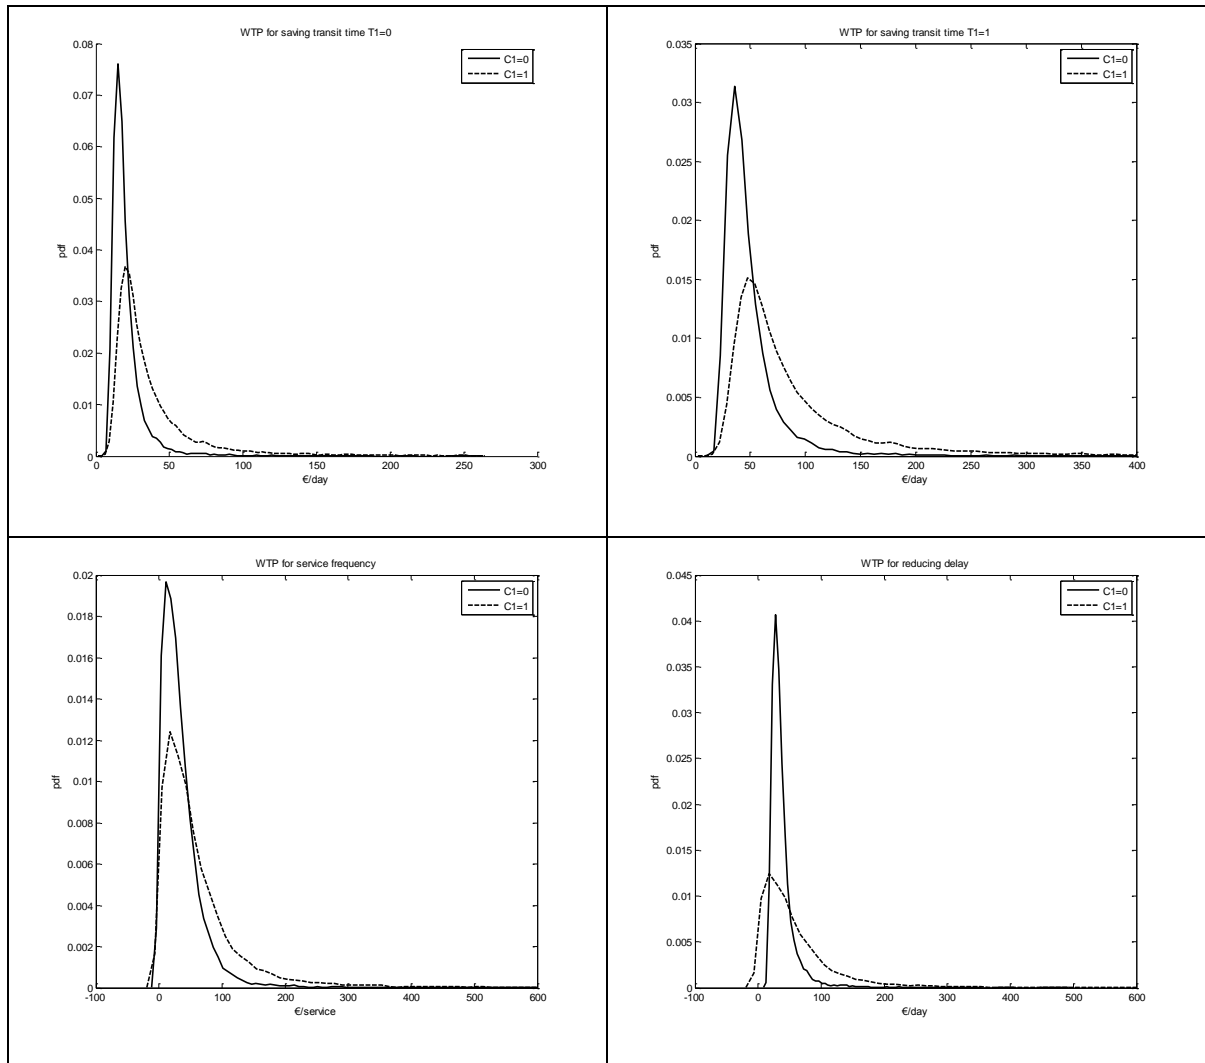 WTP for saving transit time T1=0
0.08
0.07
0.06
0.05
0.04
0.03
0.02
0.01
0
pdf
0 50 100 150 200 250 300
€/day
C1=0
C1=1
WTP for saving transit time T1=1
0.035
0.03
0.025
0.02
0.015
0.01
0.005
0
pdf
0 50 100 150 200 250 300 350 400
€/day
C1=0
C1=1
WTP for service frequency
0.02
0.018
0.016
0.014
0.012
0.01
0.008
0.006
0.004
0.002
0
pdf
-100 0 100 200 300 400 500 600
€/service
C1=0
C1=1
WTP for reducing delay
0.045
0.04
0.035
0.03
0.025
0.02
0.015
0.01
0.005
0
pdf
-100 0 100 200 300 400 500 600
€/day
C1=0
C1=1